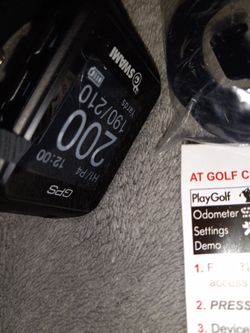 SWAMI
200
Yards
190/210
H1/P4 12:00
GPS
AT GOLF C
PlayGolf
Odometer
Settings
Demo
1.
access
2. PRESS
3. Device